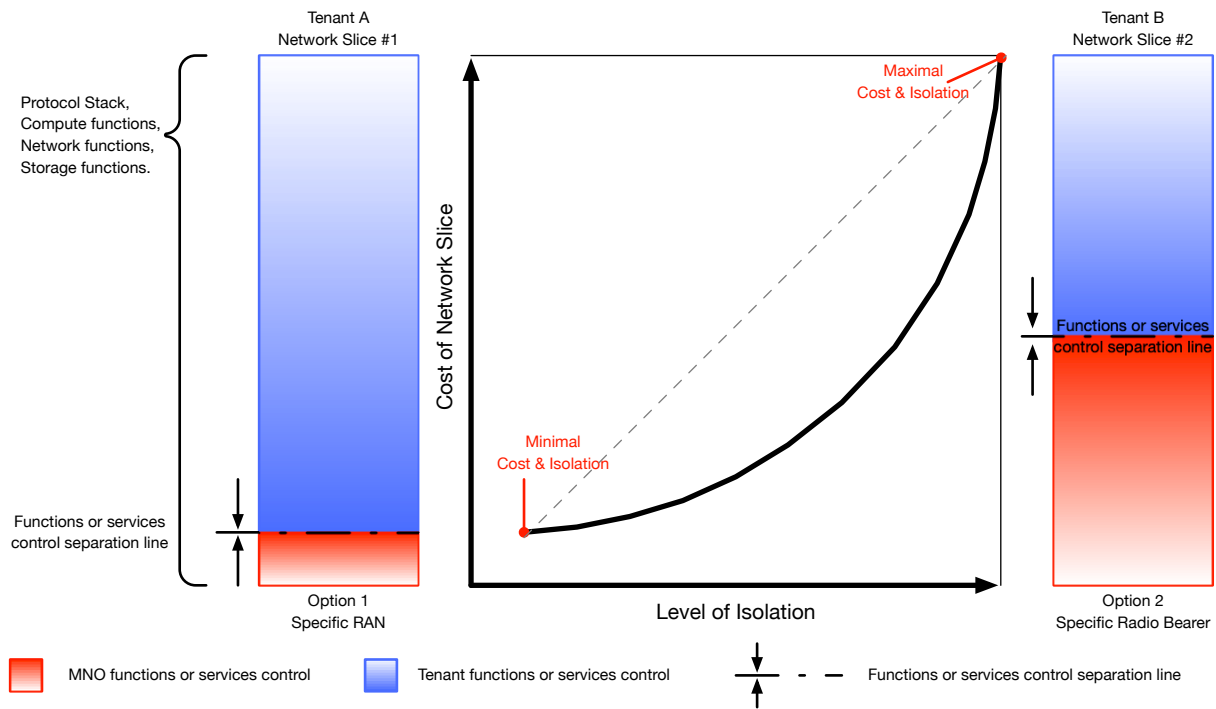 Tenant A
Network Slice #1
Tenant B
Network Slice #2
Protocol Stack,
Compute functions,
Network functions,
Storage functions.
Maximal
Cost & Isolation
Cost of Network Slice
Functions or services
control separation line
Minimal
Cost & Isolation
Functions or services
control separation line
Level of Isolation
Option 1
Specific RAN
Option 2
Specific Radio Bearer
MNO functions or services control
Tenant functions or services control
Functions or services control separation line